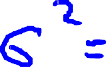 6² =